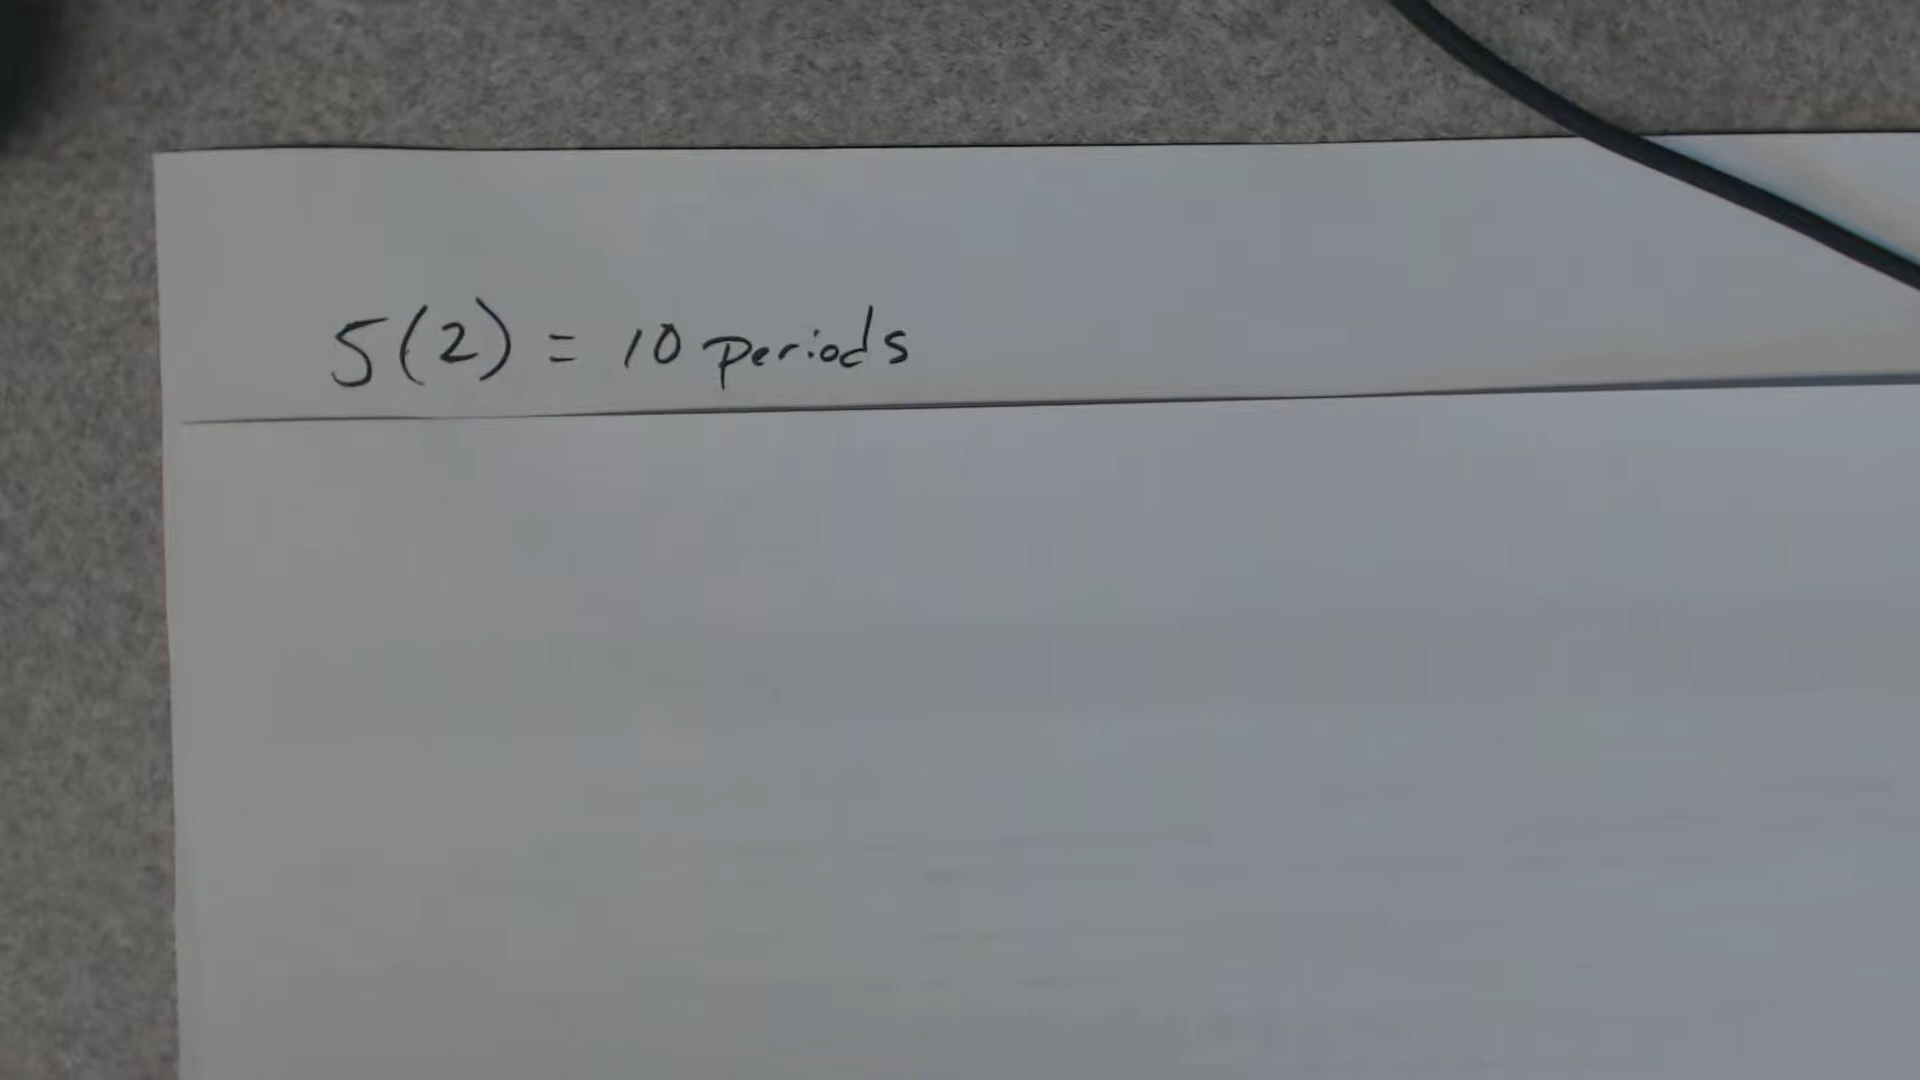 5(2) = 10 periods